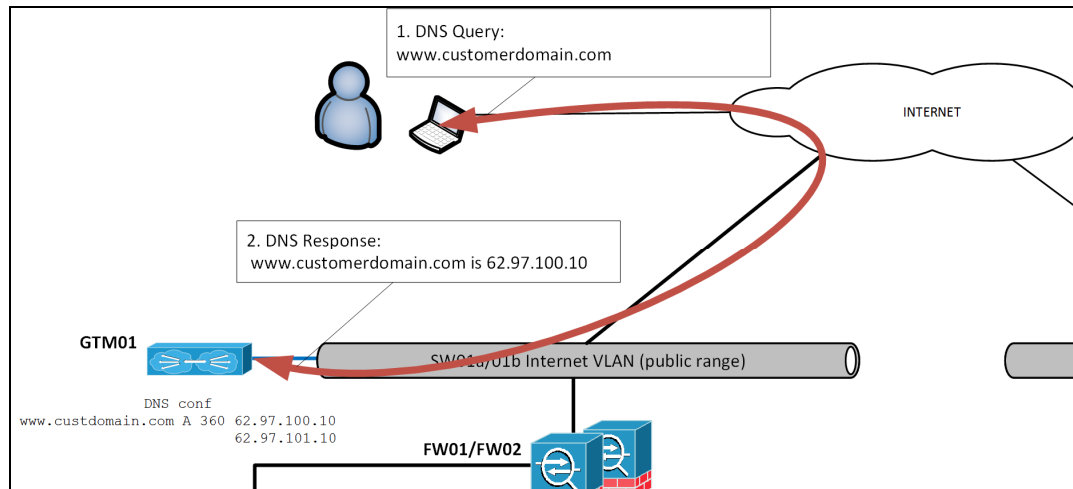 1. DNS Query:
www.customerdomain.com
INTERNET
2. DNS Response:
www.customerdomain.com is 62.97.100.10
GTM01
SW01a/01b Internet VLAN (public range)
DNS conf
www.custdomain.com A 360 62.97.100.10
62.97.101.10
FW01/FW02